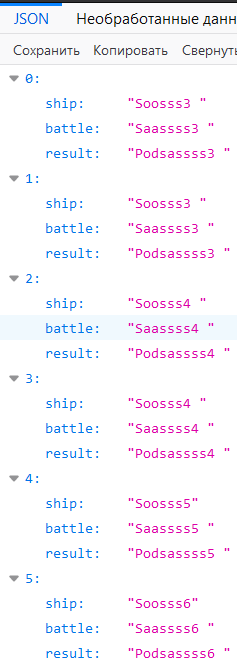 JSON Необработанные данн
Сохранить Копировать Свернуть
0:
ship: "Soosss3 "
battle: "Saassss3 "
result: "Podsassss3 "
1:
ship: "Soosss3 "
battle: "Saassss3 "
result: "Podsassss3 "
2:
ship: "Soosss4 "
battle: "Saassss4 "
result: "Podsassss4 "
3:
ship: "Soosss4 "
battle: "Saassss4 "
result: "Podsassss4 "
4:
ship: "Soosss5"
battle: "Saassss5 "
result: "Podsassss5 "
5:
ship: "Soosss6"
battle: "Saassss6 "
result: "Podsassss6 "